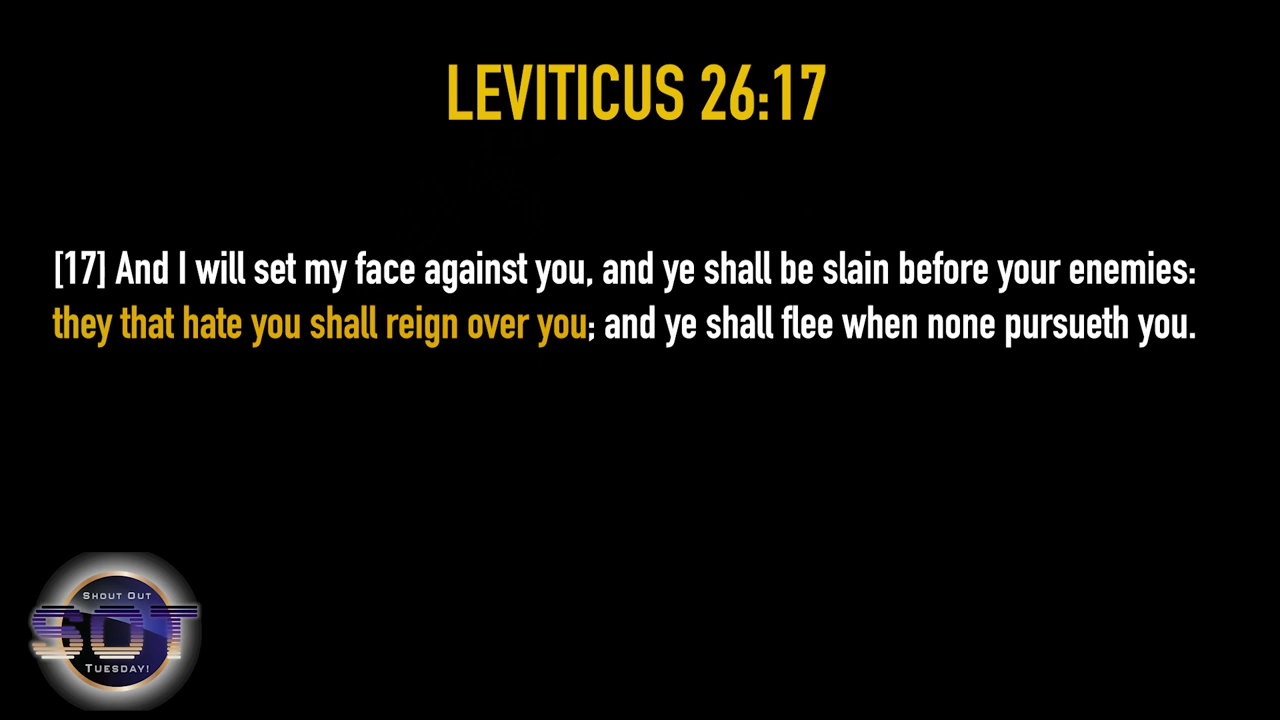 LEVITICUS 26:17
[17] And I will set my face against you, and ye shall be slain before your enemies:
they that hate you shall reign over you; and ye shall flee when none pursueth you.
Shout Out
SOT
Tuesday!